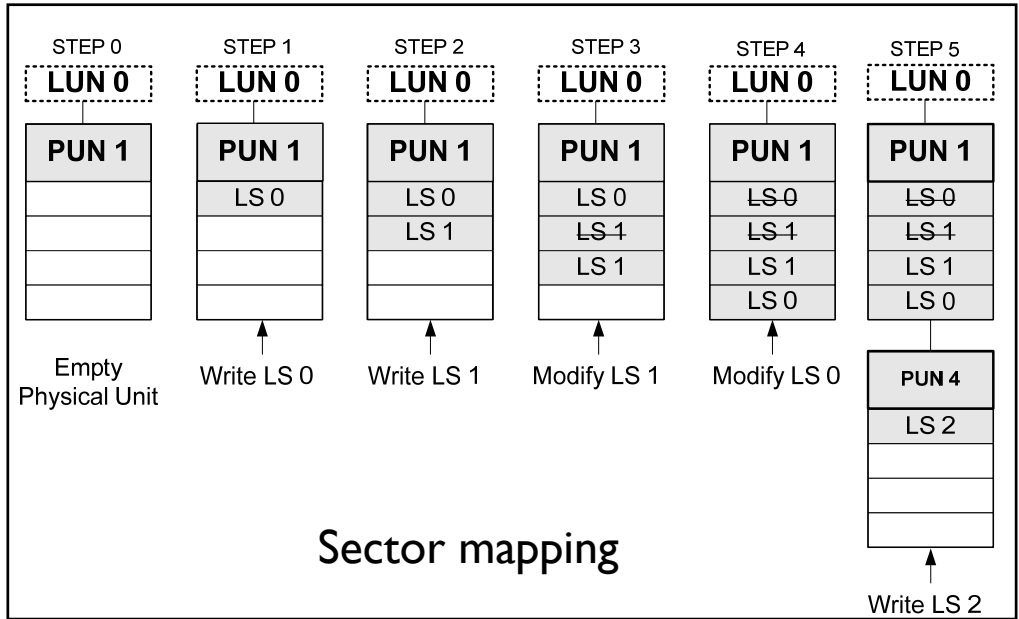 STEP 0
LUN 0
PUN 1
Empty
Physical Unit
STEP 1
LUN 0
PUN 1
LS 0
Write LS 0
STEP 2
LUN 0
PUN 1
LS 0
LS 1
Write LS 1
STEP 3
LUN 0
PUN 1
LS 0
LS 1
LS 1
Modify LS 1
STEP 4
LUN 0
PUN 1
LS 0
LS 1
LS 1
LS 0
Modify LS 0
STEP 5
LUN 0
PUN 1
LS 0
LS 1
LS 1
LS 0
PUN 4
LS 2
Write LS 2
Sector mapping